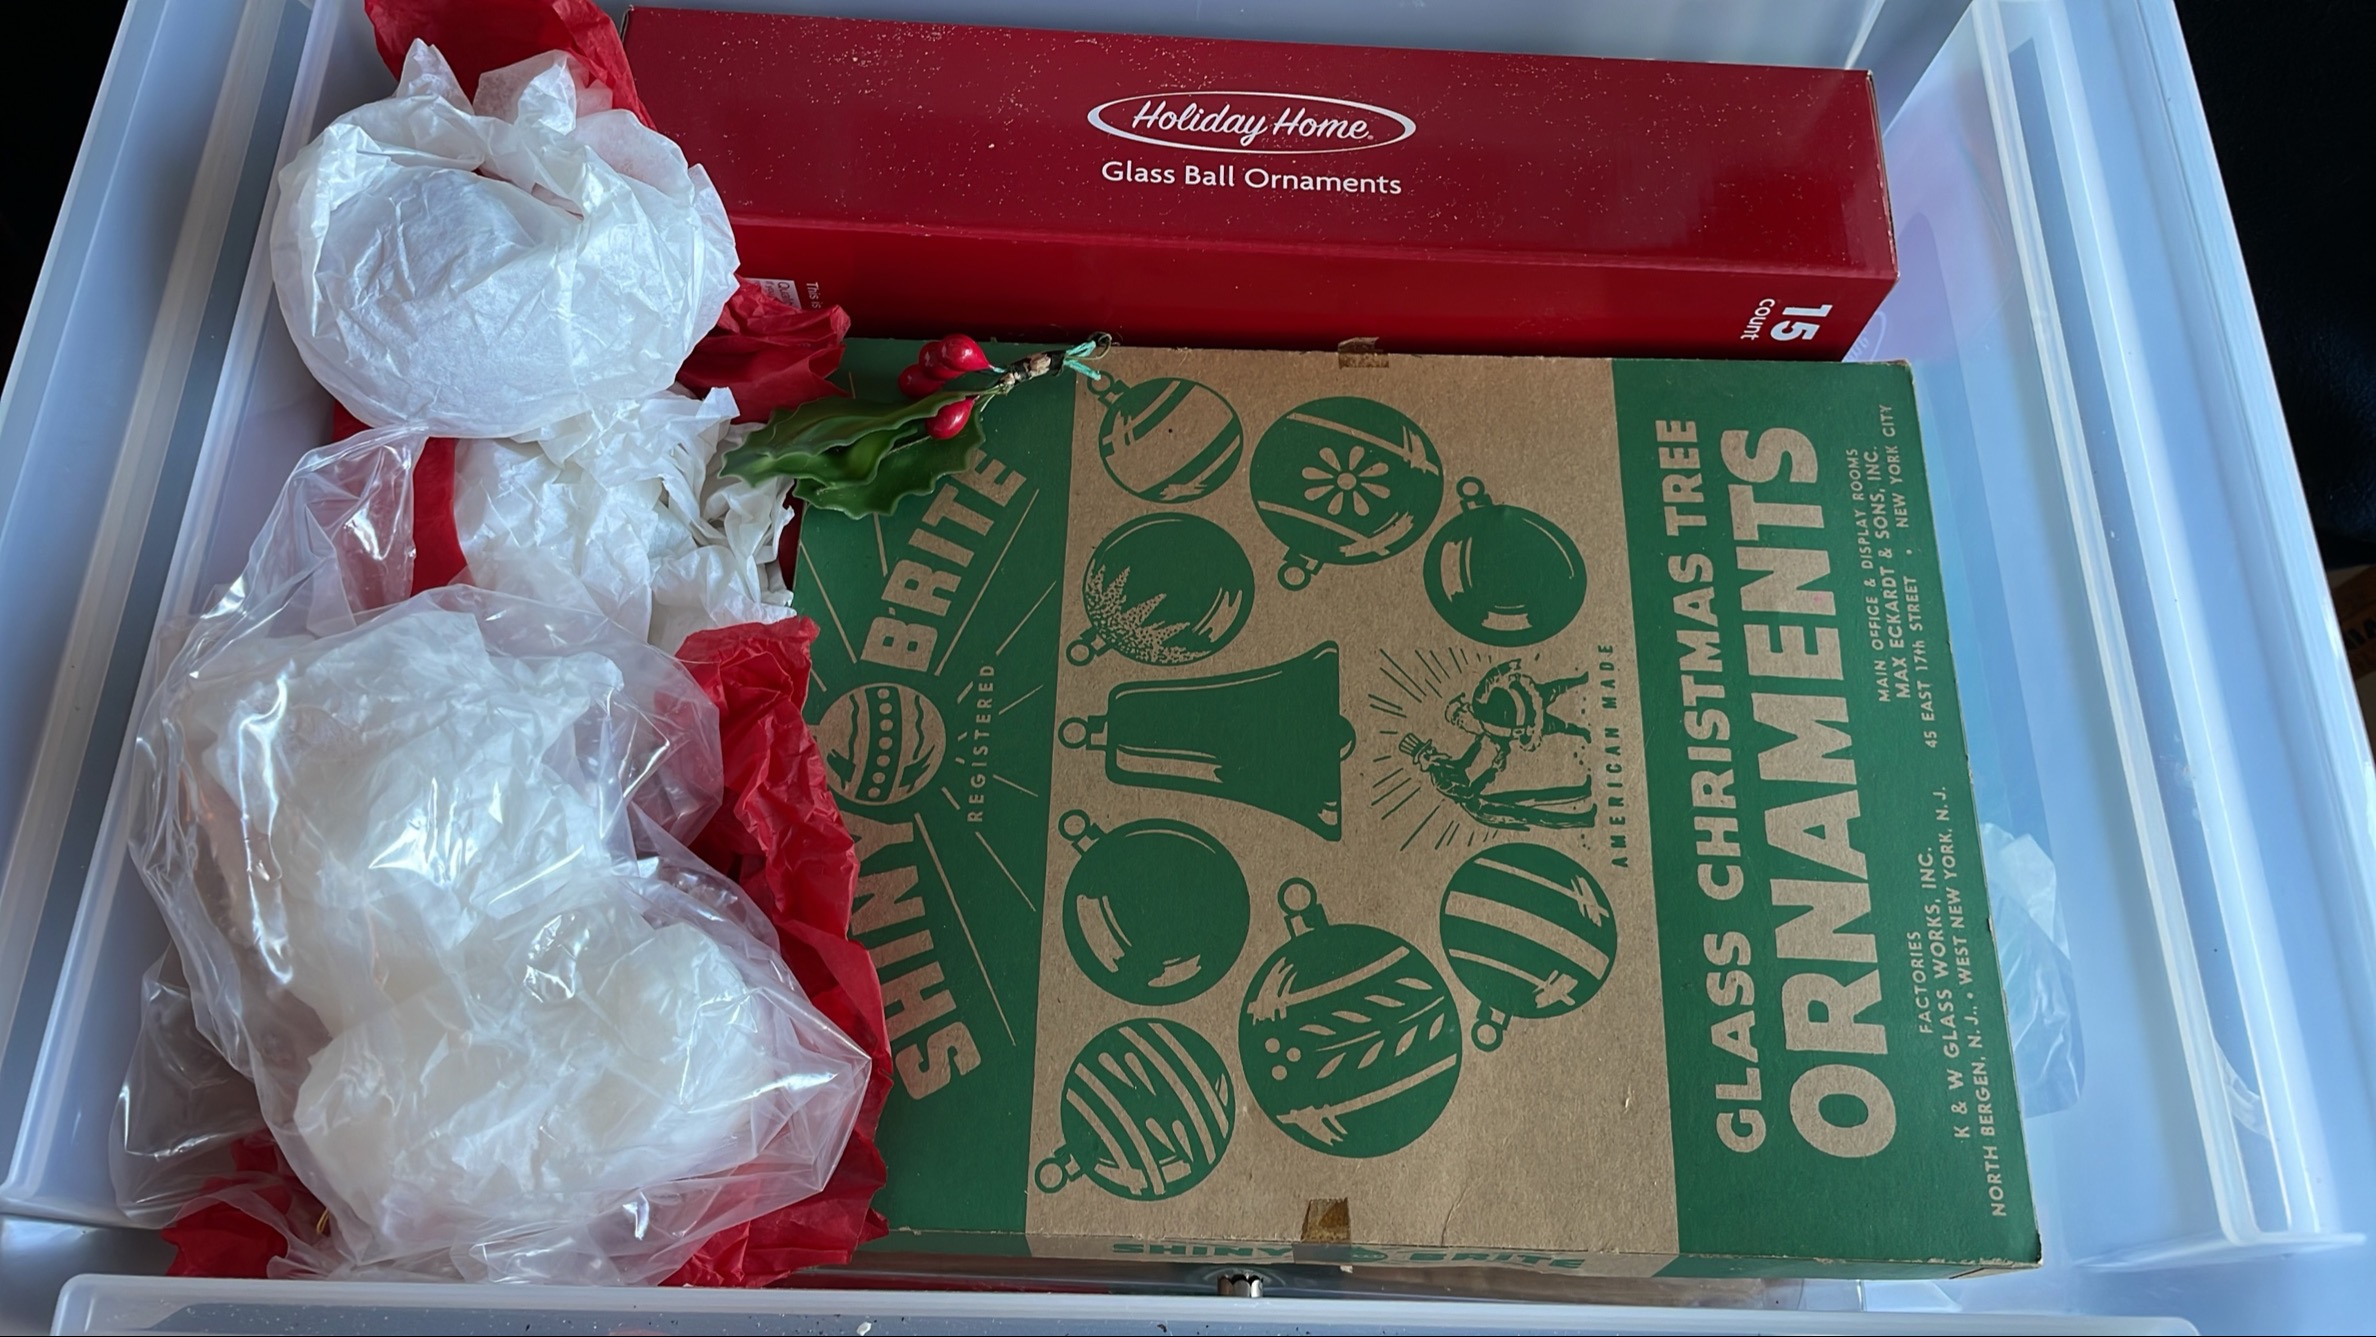 Holiday Home
Glass Ball Ornaments
15
count
This is
SHINY BRITE
REGISTERED
AMERICAN MADE
GLASS CHRISTMAS TREE
ORNAMENTS
FACTORIES
K & W GLASS WORKS, INC.
NORTH BERGEN, N. J., • WEST NEW YORK, N. J.
MAIN OFFICE & DISPLAY ROOMS
MAX ECKARDT & SONS, INC.
45 EAST 17th STREET • NEW YORK CITY
SHINY BRITE